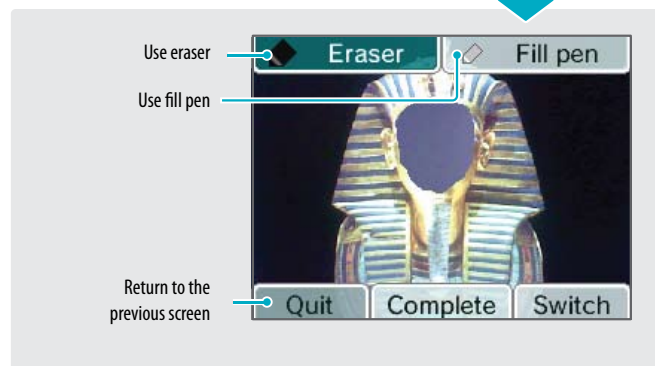 Use eraser
Eraser
Fill pen
Use fill pen
Return to the
previous screen
Quit
Complete
Switch